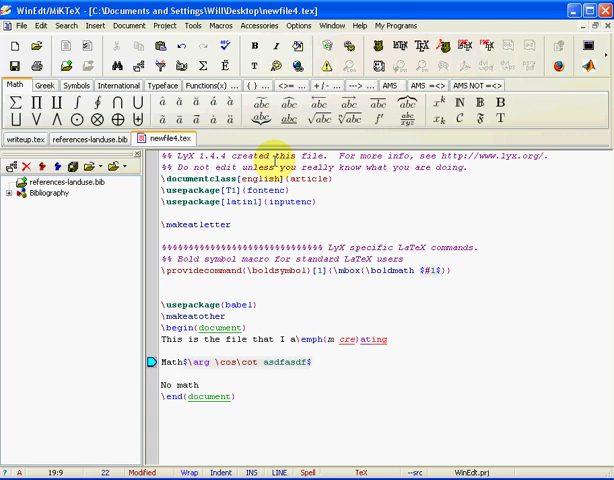 WinEdt/MiKTeX - [C:\Documents and Settings\Will\Desktop\newfile4.tex]
File Edit Search Insert Document Project Tools Macros Accessories Options Window Help My Programs
Math Greek Symbols International Typeface Functions(x) { } <>= + / - ---> AMS AMS <=> AMS NOT <=>
writeup.tex references-landuse.bib newfile4.tex
references-landuse.bib
Bibliography
%% LyX 1.4.4 created this file. For more info, see http://www.lyx.org/.
%% Do not edit unless you really know what you are doing.
\documentclass[english]{article}
\usepackage[T1]{fontenc}
\usepackage[latin1]{inputenc}
\makeatletter
%%%%%%%%%%%%%%%%%%%%%%%%%%%%%% LyX specific LaTeX commands.
%% Bold symbol macro for standard LaTeX users
\providecommand{\boldsymbol}[1]{\mbox{\boldmath $#1$}}
\usepackage{babel}
\makeatother
\begin{document}
This is the file that I a\emph{m cre}ating
Math$\arg \cos\cot asdfasdf$
No math
\end{document}
? A 19:9 22 Modified Wrap Indent INS LINE Spell TeX --src WinEdt.prj